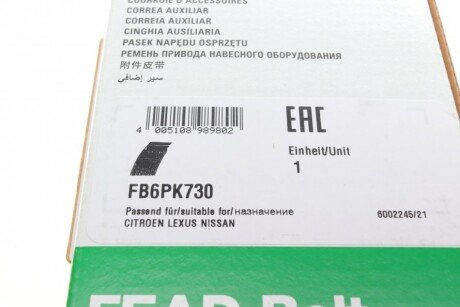 COURROIE D'ACCESSOIRES
CORREA AUXILIAR
CORREIA AUXILIAR
CINGHIA AUSILIARIA
PASEK NAPĘDU OSPRZĘTU
РЕМЕНЬ ПРИВОДА НАВЕСНОГО ОБОРУДОВАНИЯ
附件皮带
سير إضافي
4 005108 989802
EAC
Einheit/Unit
1
FB6PK730
Passend für/suitable for/назначение
6002245/21
CITROEN LEXUS NISSAN
FEAD Belt